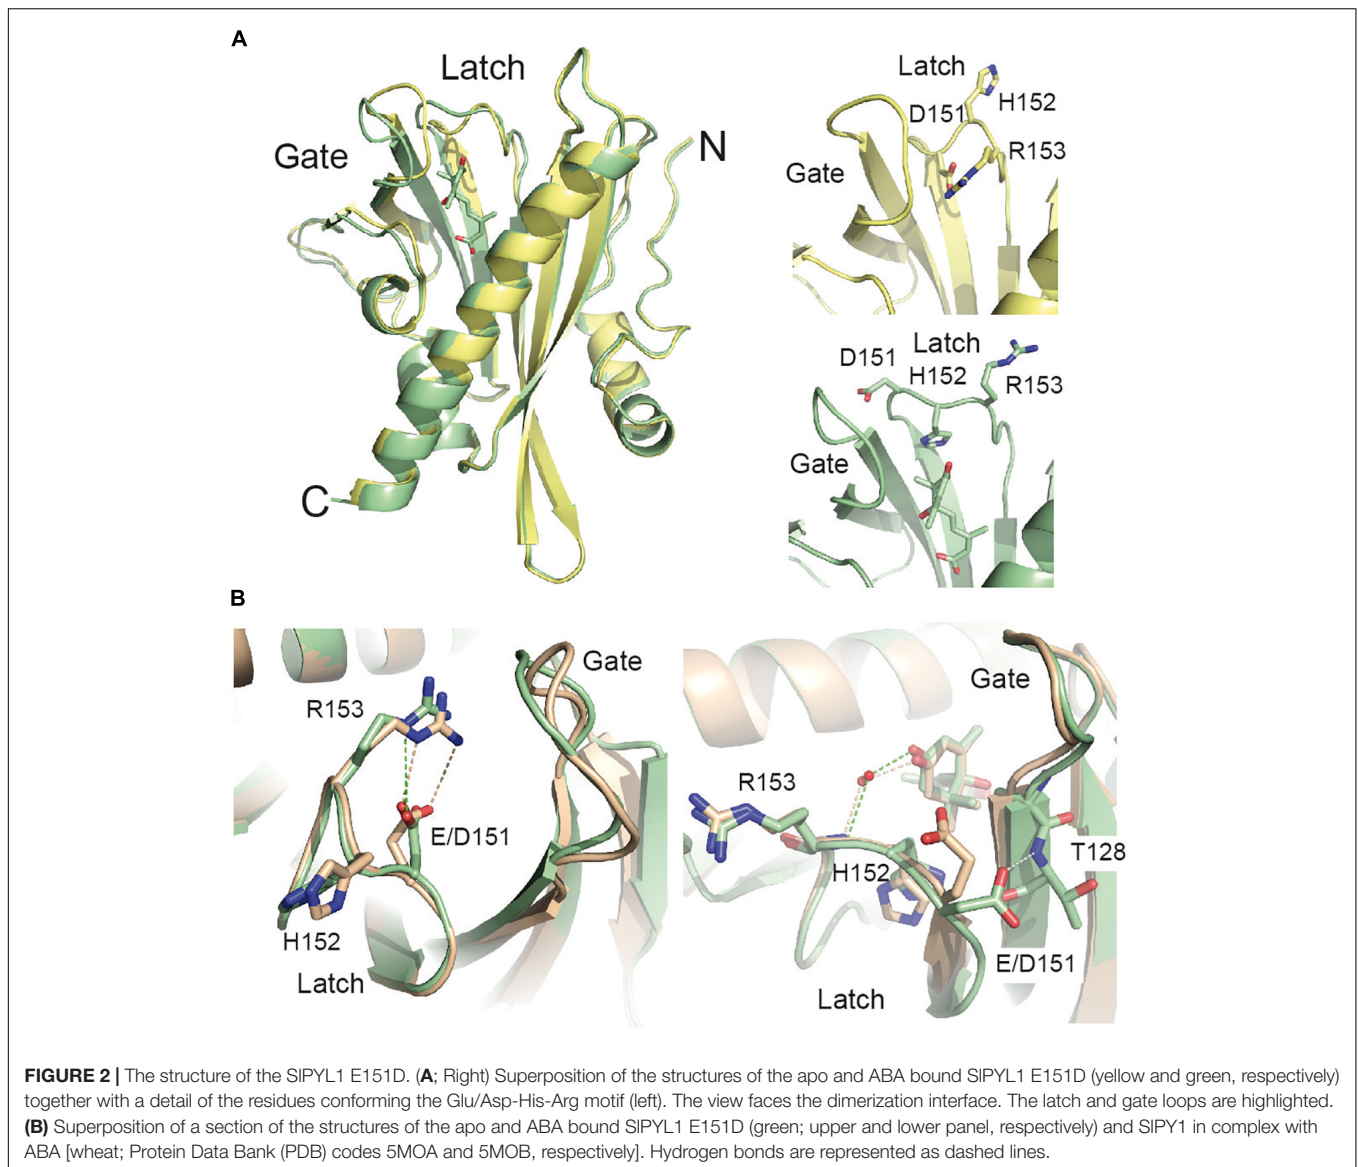 A
Latch
Gate
N
C
Latch
D151
H152
R153
Gate
Latch
D151
H152
R153
Gate
B
Gate
R153
E/D151
H152
Latch
Gate
R153
H152
T128
E/D151
Latch
FIGURE 2 | The structure of the SlPYL1 E151D. (A; Right) Superposition of the structures of the apo and ABA bound SlPYL1 E151D (yellow and green, respectively)
together with a detail of the residues conforming the Glu/Asp-His-Arg motif (left). The view faces the dimerization interface. The latch and gate loops are highlighted.
(B) Superposition of a section of the structures of the apo and ABA bound SlPYL1 E151D (green; upper and lower panel, respectively) and SlPY1 in complex with
ABA [wheat; Protein Data Bank (PDB) codes 5MOA and 5MOB, respectively]. Hydrogen bonds are represented as dashed lines.